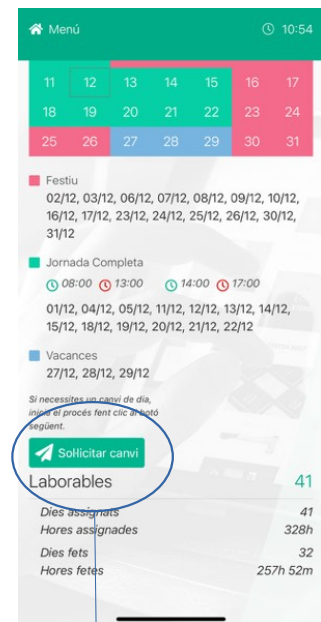 Menú 10:54
11 12 13 14 15 16 17
18 19 20 21 22 23 24
25 26 27 28 29 30 31
Festiu
02/12, 03/12, 06/12, 07/12, 08/12, 09/12, 10/12,
16/12, 17/12, 23/12, 24/12, 25/12, 26/12, 30/12,
31/12
Jornada Completa
08:00 13:00 14:00 17:00
01/12, 04/12, 05/12, 11/12, 12/12, 13/12, 14/12,
15/12, 18/12, 19/12, 20/12, 21/12, 22/12
Vacances
27/12, 28/12, 29/12
Si necessites un canvi de dia,
inicia el procés fent clic al botó
següent.
Sol·licitar canvi
Laborables 41
Dies assignats 41
Hores assignades 328h
Dies fets 32
Hores fetes 257h 52m